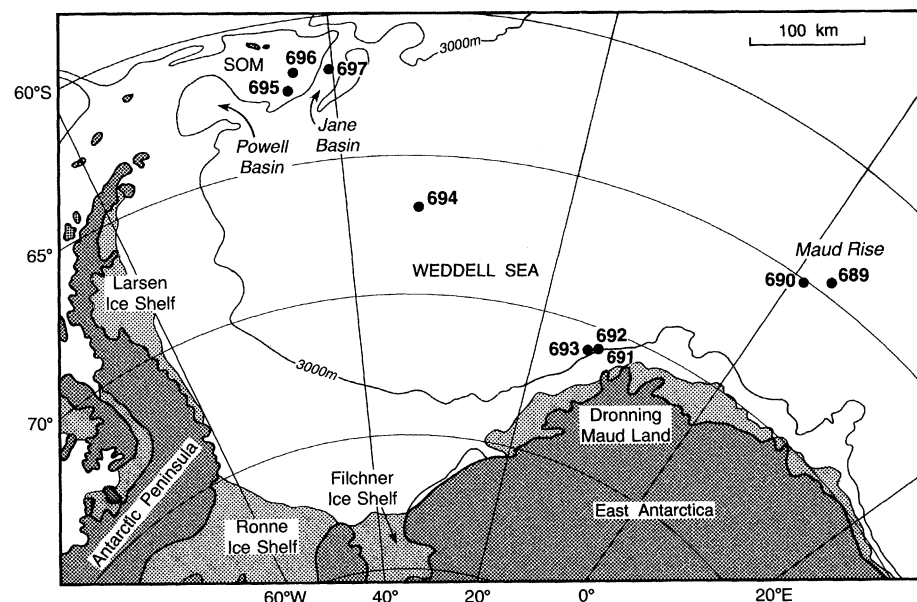 3000m
100 km
696
SOM
697
695
60°S
Jane
Basin
Powell
Basin
694
65°
Maud Rise
WEDDELL SEA
690
689
Larsen
Ice Shelf
692
693
691
3000m
Dronning
Maud Land
70°
Filchner
Ice Shelf
Antarctic Peninsula
East Antarctica
Ronne
Ice Shelf
60°W
40°
20°
0°
20°E